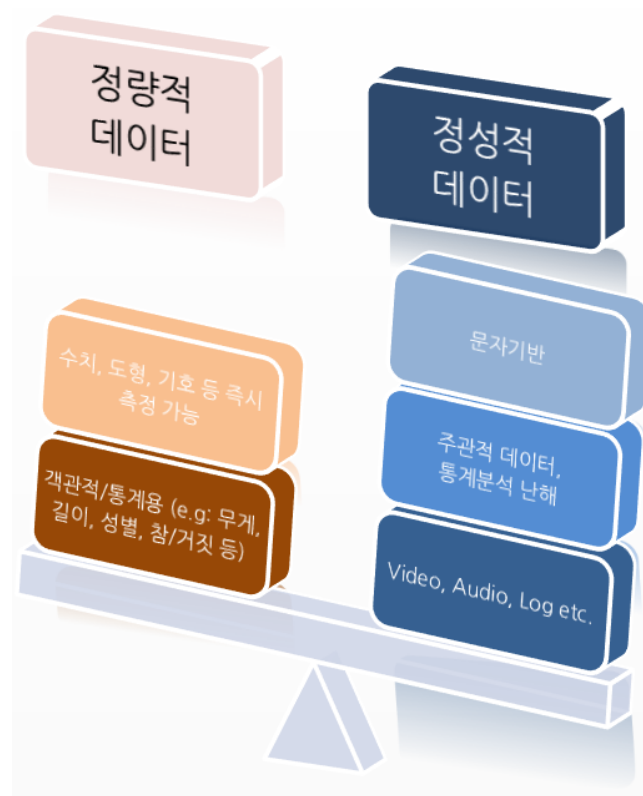 정량적
데이터
정성적
데이터
수치, 도형, 기호 등 즉시
측정 가능
객관적/통계용 (e.g: 무게,
길이, 성별, 참/거짓 등)
문자기반
주관적 데이터,
통계분석 난해
Video, Audio, Log etc.